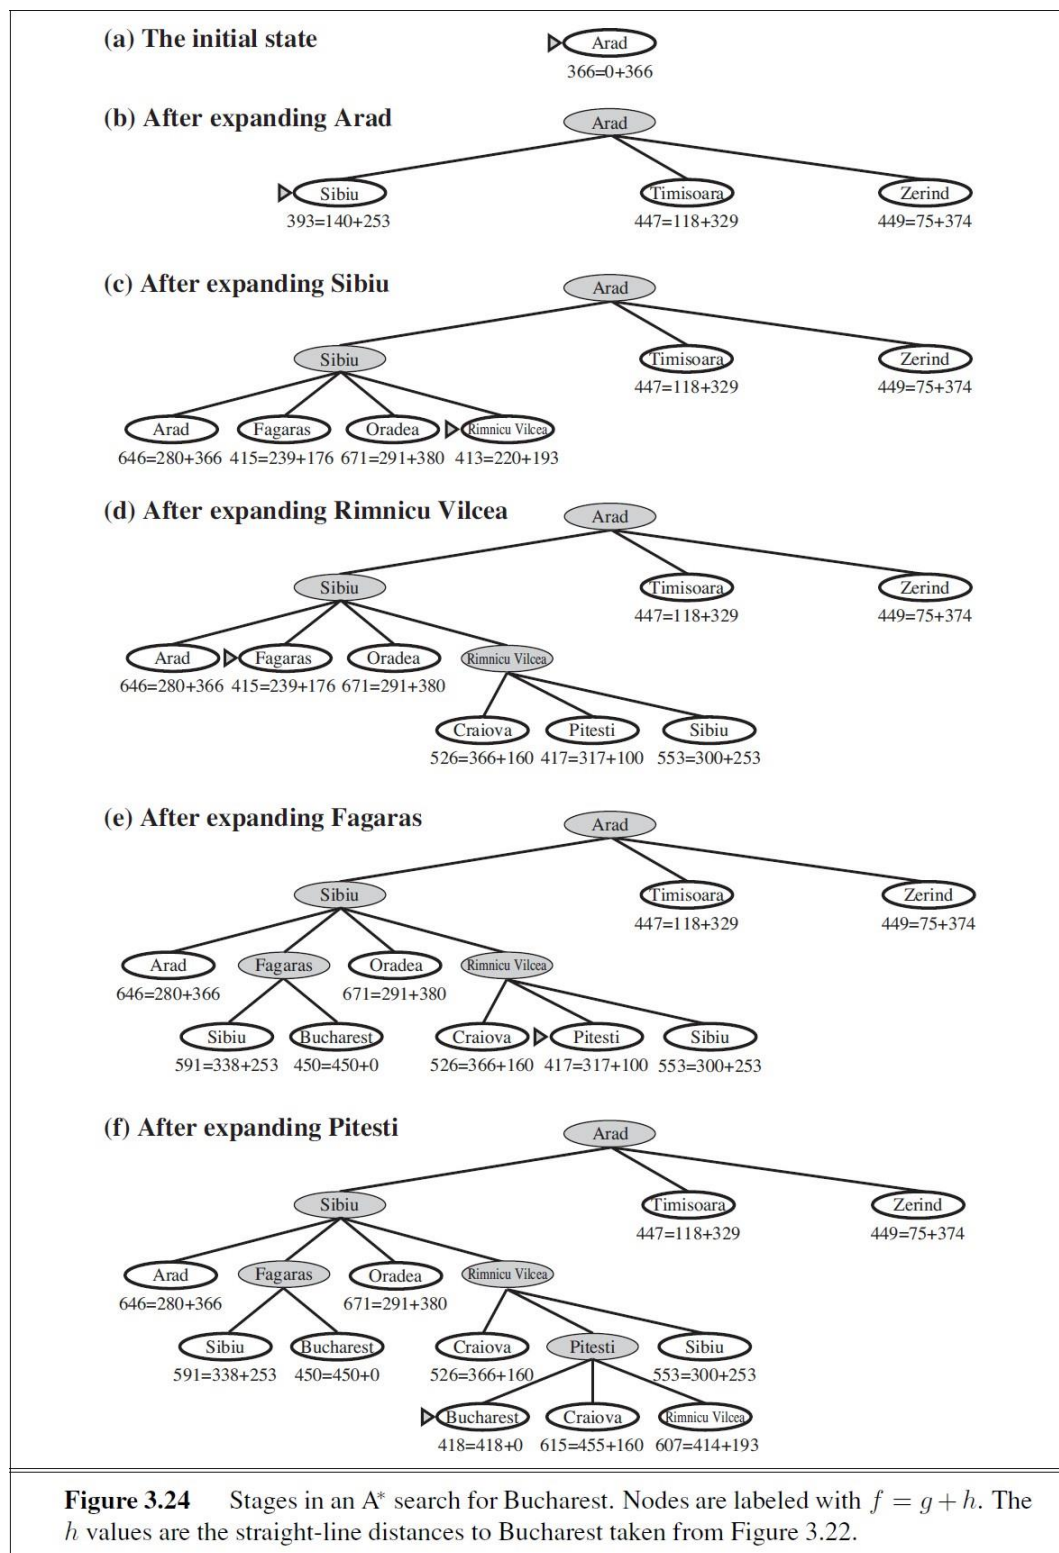 (a) The initial state
Arad
366=0+366
(b) After expanding Arad
Arad
Sibiu Timisoara Zerind
393=140+253 447=118+329 449=75+374
(c) After expanding Sibiu
Arad
Sibiu Timisoara Zerind
447=118+329 449=75+374
Arad Fagaras Oradea Rimnicu Vilcea
646=280+366 415=239+176 671=291+380 413=220+193
(d) After expanding Rimnicu Vilcea
Arad
Sibiu Timisoara Zerind
447=118+329 449=75+374
Arad Fagaras Oradea Rimnicu Vilcea
646=280+366 415=239+176 671=291+380
Craiova Pitesti Sibiu
526=366+160 417=317+100 553=300+253
(e) After expanding Fagaras
Arad
Sibiu Timisoara Zerind
447=118+329 449=75+374
Arad Fagaras Oradea Rimnicu Vilcea
646=280+366 671=291+380
Sibiu Bucharest Craiova Pitesti Sibiu
591=338+253 450=450+0 526=366+160 417=317+100 553=300+253
(f) After expanding Pitesti
Arad
Sibiu Timisoara Zerind
447=118+329 449=75+374
Arad Fagaras Oradea Rimnicu Vilcea
646=280+366 671=291+380
Sibiu Bucharest Craiova Pitesti Sibiu
591=338+253 450=450+0 526=366+160 553=300+253
Bucharest Craiova Rimnicu Vilcea
418=418+0 615=455+160 607=414+193
Figure 3.24 Stages in an A* search for Bucharest. Nodes are labeled with f = g + h. The
h values are the straight-line distances to Bucharest taken from Figure 3.22.